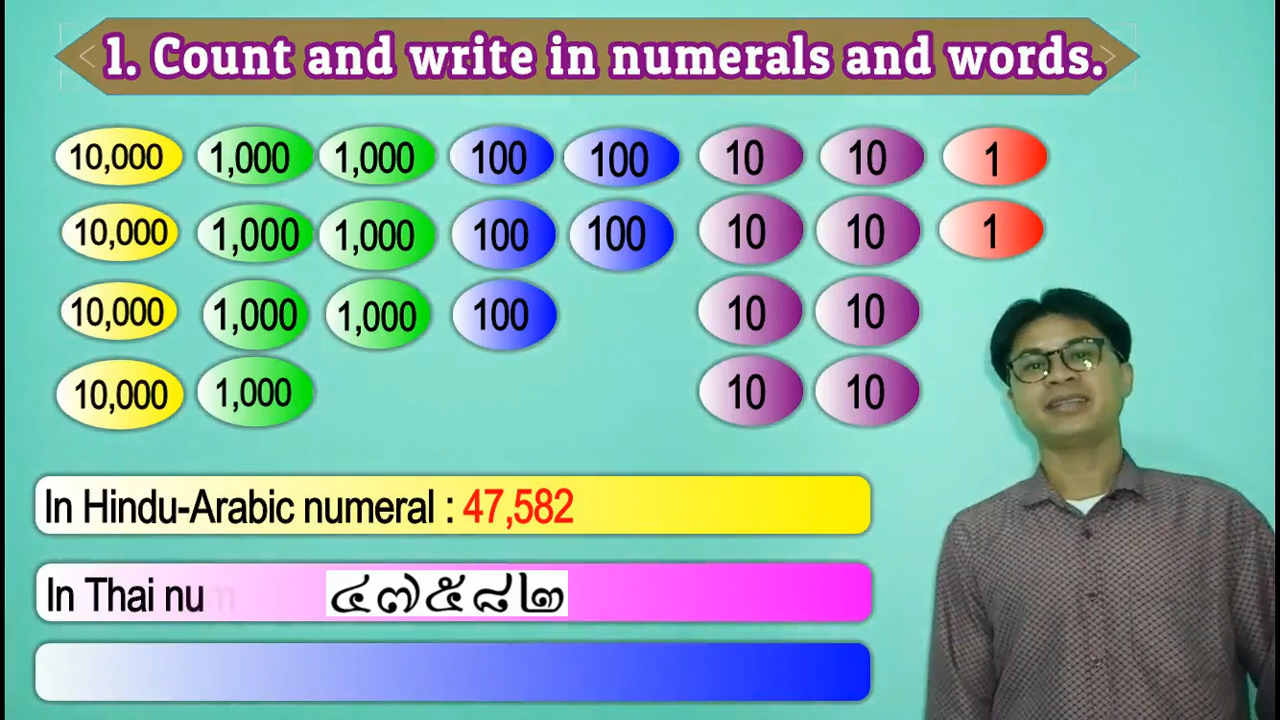 1. Count and write in numerals and words.
10,000 1,000 1,000 100 100 10 10 1
10,000 1,000 1,000 100 100 10 10 1
10,000 1,000 1,000 100 10 10
10,000 1,000 10 10
In Hindu-Arabic numeral : 47,582
In Thai num ๔๗๕๘๒